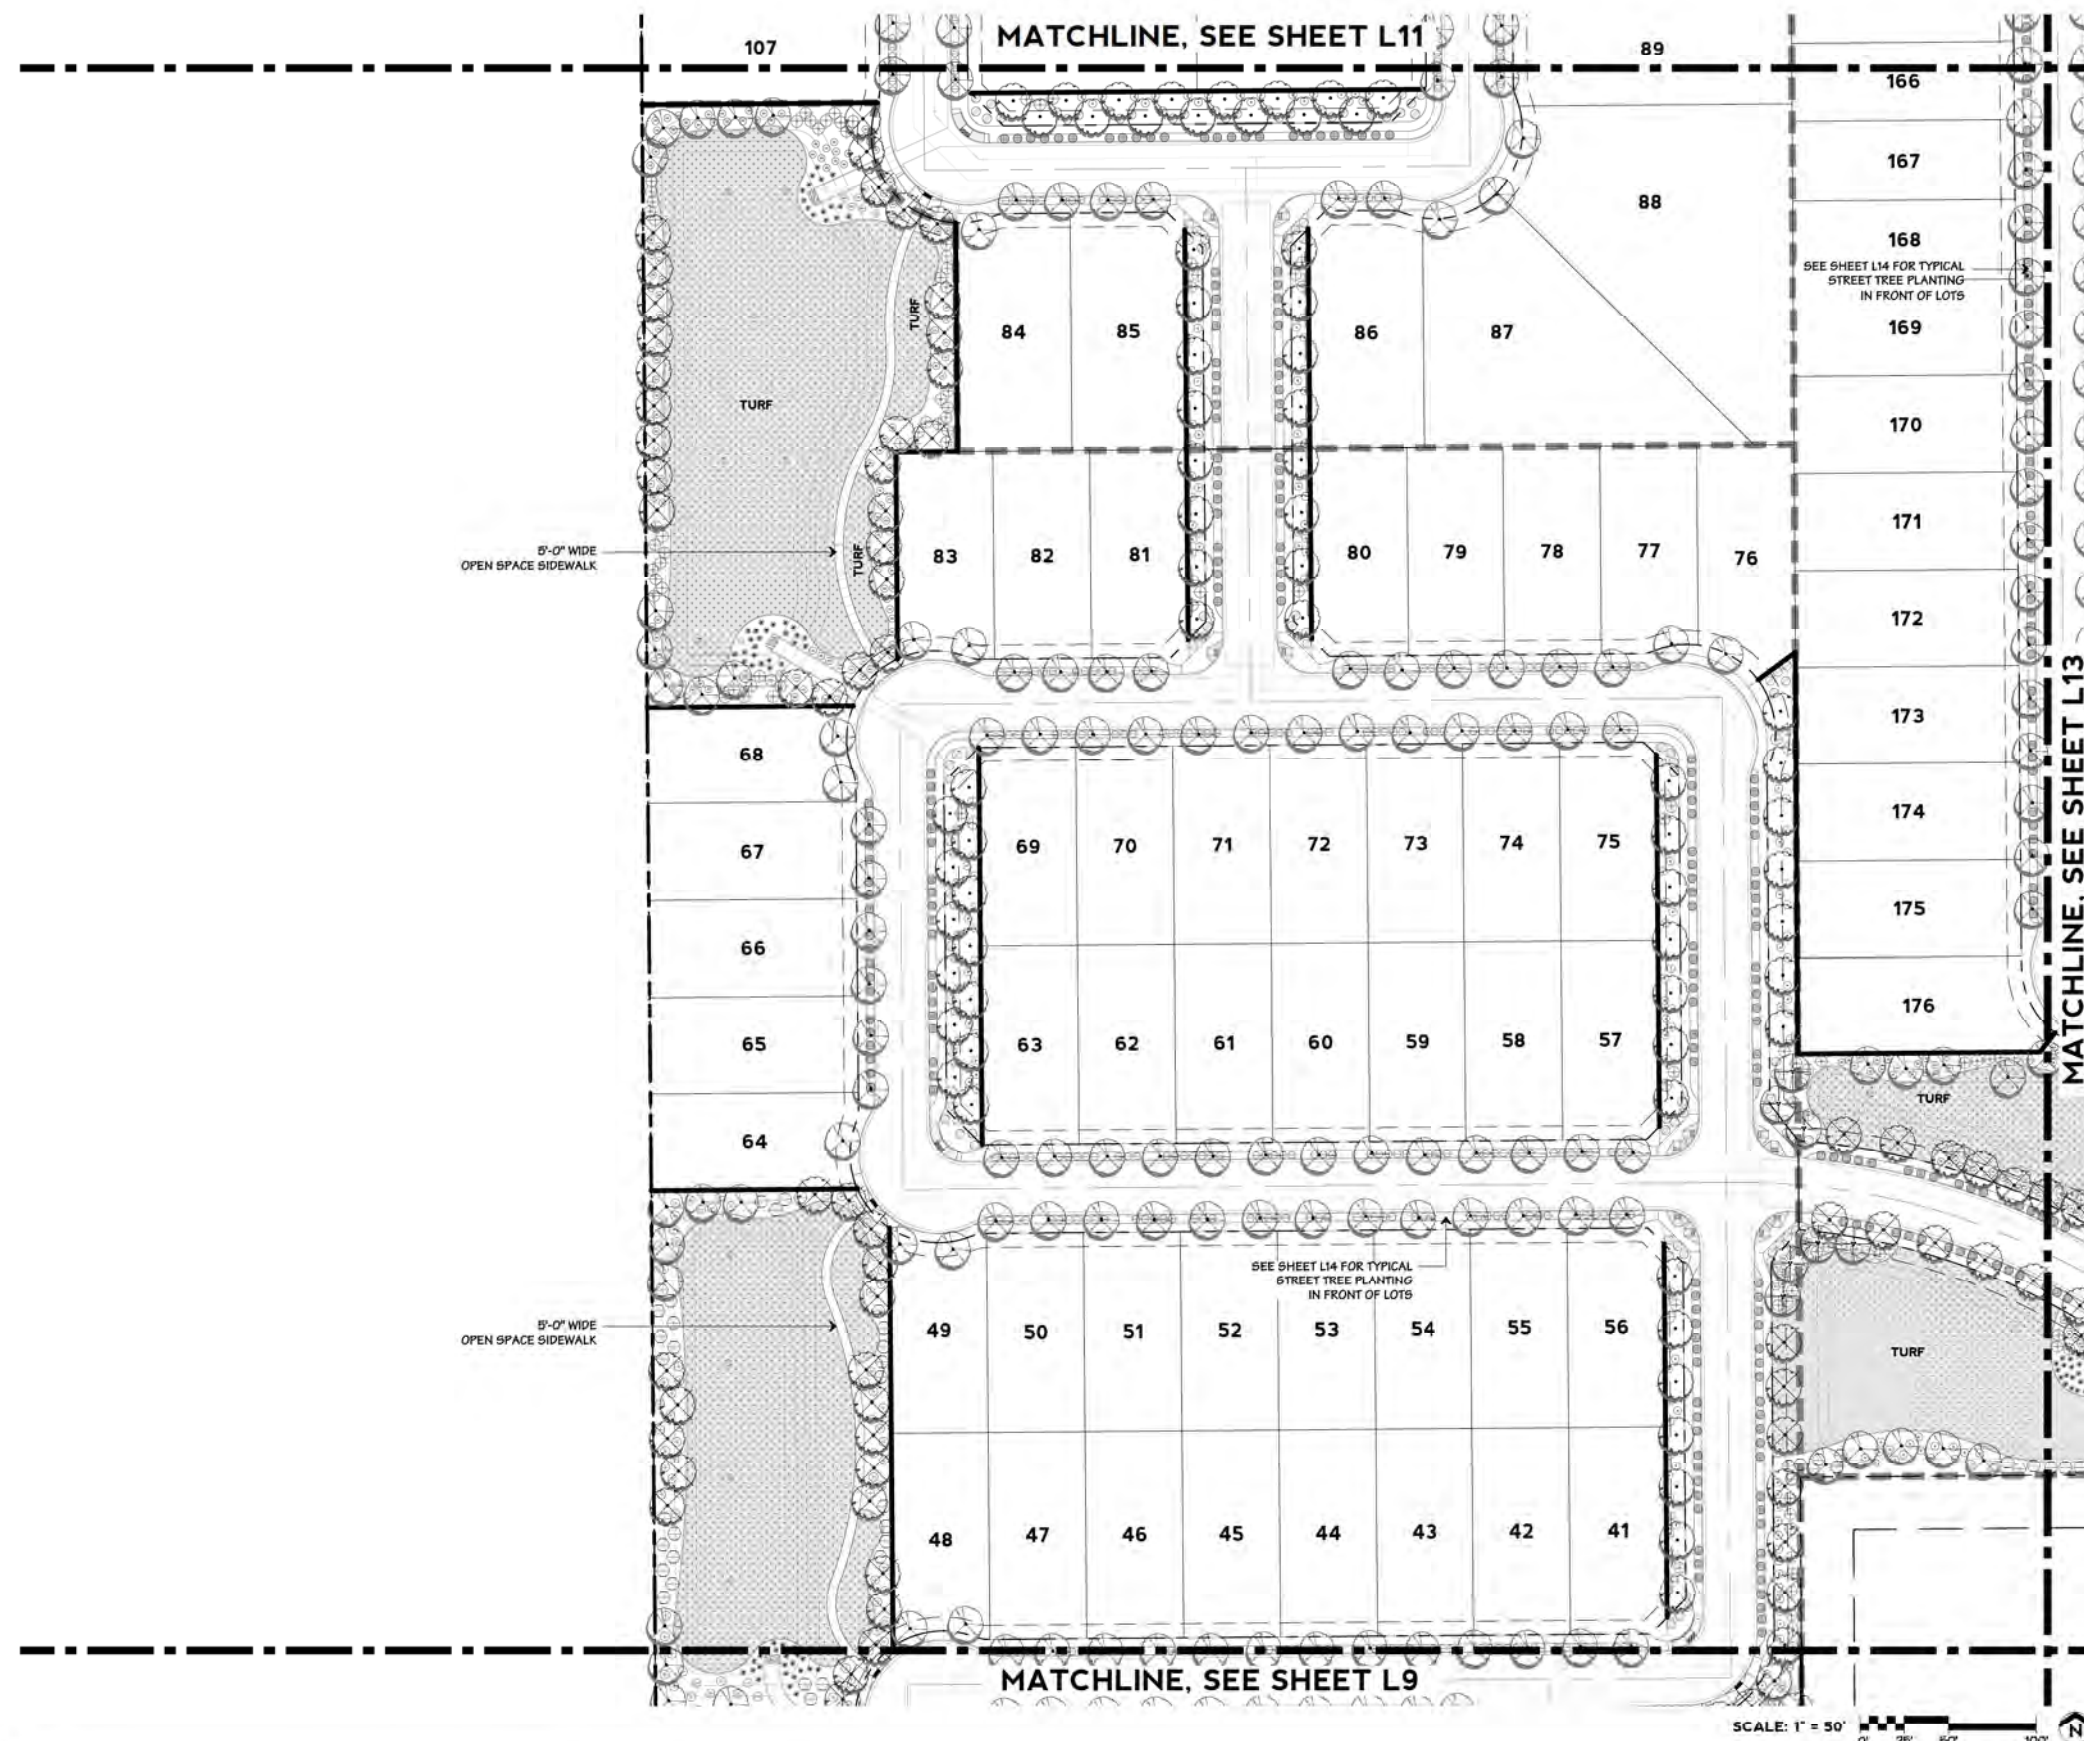 MATCHLINE, SEE SHEET L11
107
89
166
167
88
168
SEE SHEET L14 FOR TYPICAL
STREET TREE PLANTING
IN FRONT OF LOTS
TURF
84
85
86
87
169
TURF
170
171
5'-0" WIDE
OPEN SPACE SIDEWALK
TURF
83
82
81
80
79
78
77
76
172
173
68
67
66
65
64
69
70
71
72
73
74
75
174
175
176
MATCHLINE, SEE SHEET L13
63
62
61
60
59
58
57
TURF
SEE SHEET L14 FOR TYPICAL
STREET TREE PLANTING
IN FRONT OF LOTS
5'-0" WIDE
OPEN SPACE SIDEWALK
49
50
51
52
53
54
55
56
TURF
48
47
46
45
44
43
42
41
MATCHLINE, SEE SHEET L9
SCALE: 1" = 50'
0' 25' 50' 100'
N